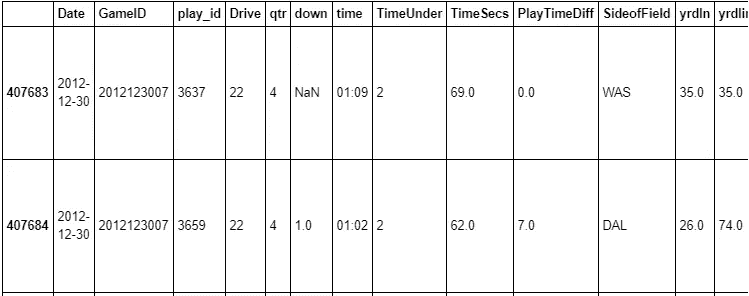 Date GameID play_id Drive qtr down time TimeUnder TimeSecs PlayTimeDiff SideofField yrdln
407683 2012-12-30 2012123007 3637 22 4 NaN 01:09 2 69.0 0.0 WAS 35.0 35.0
407684 2012-12-30 2012123007 3659 22 4 1.0 01:02 2 62.0 7.0 DAL 26.0 74.0